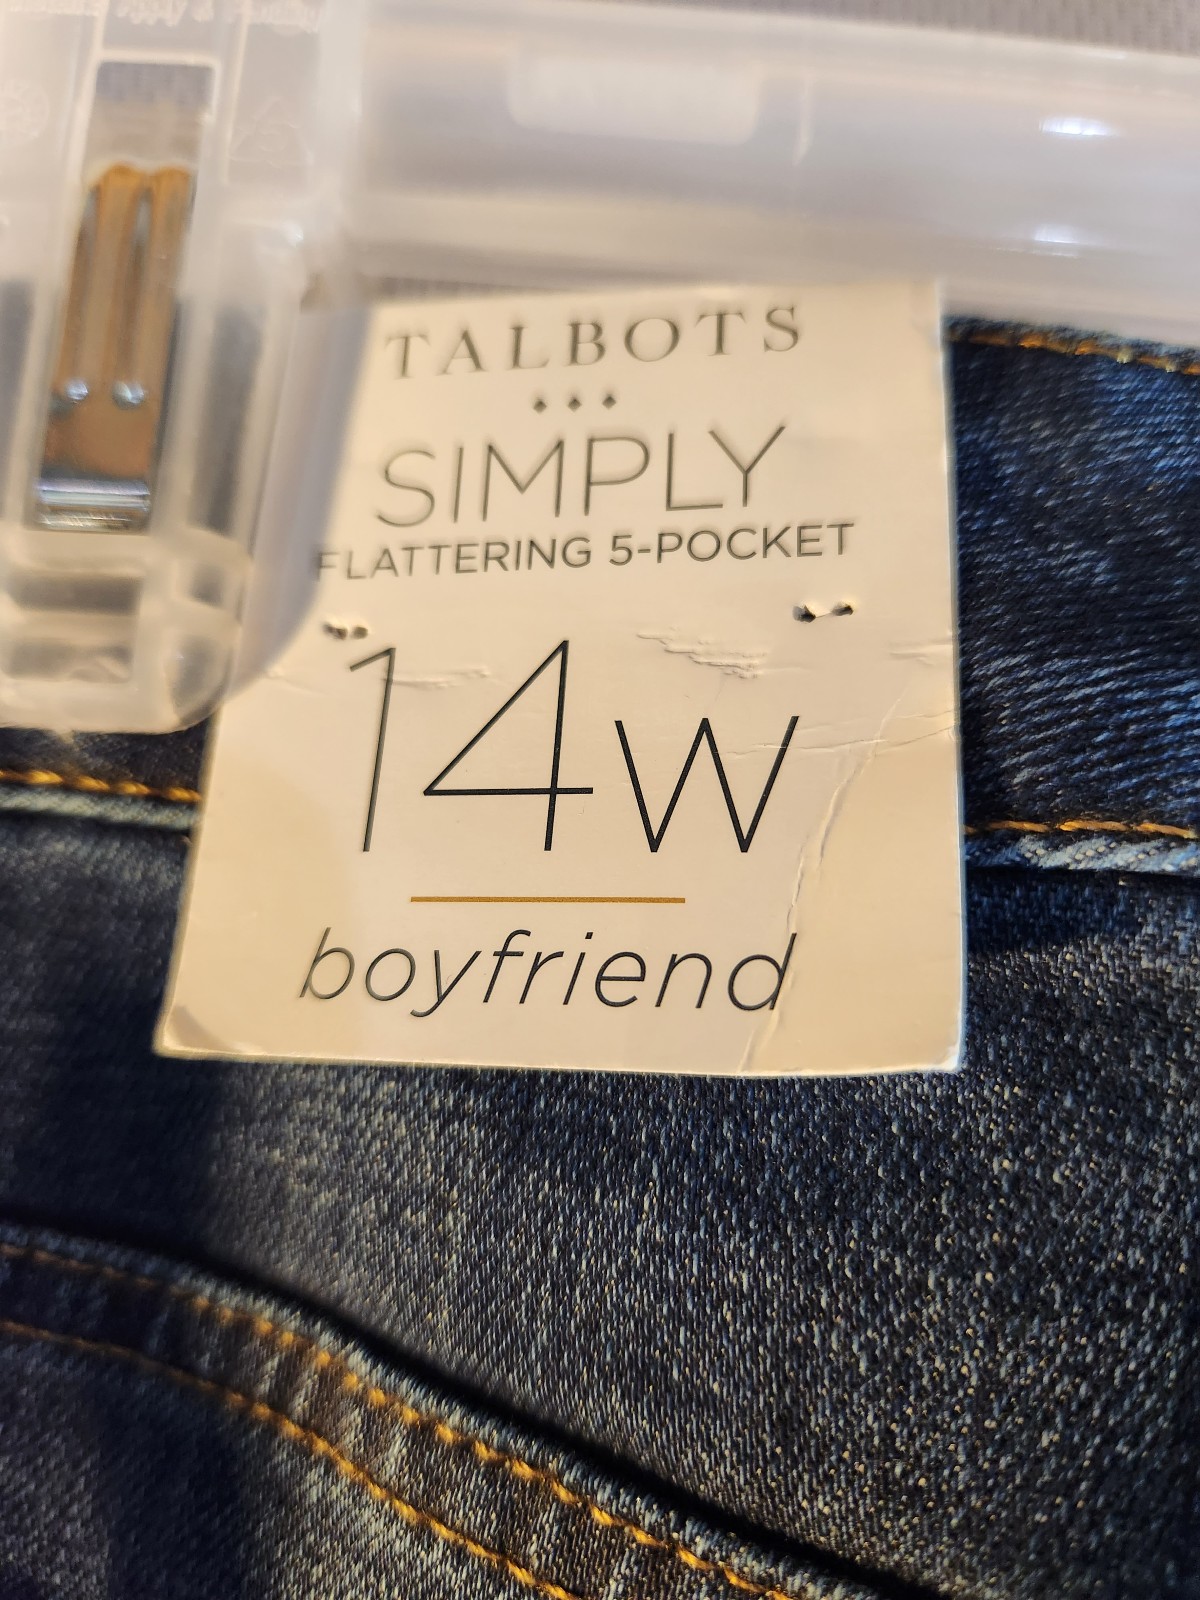 TALBOTS
SIMPLY
FLATTERING 5-POCKET
14W
boyfriend